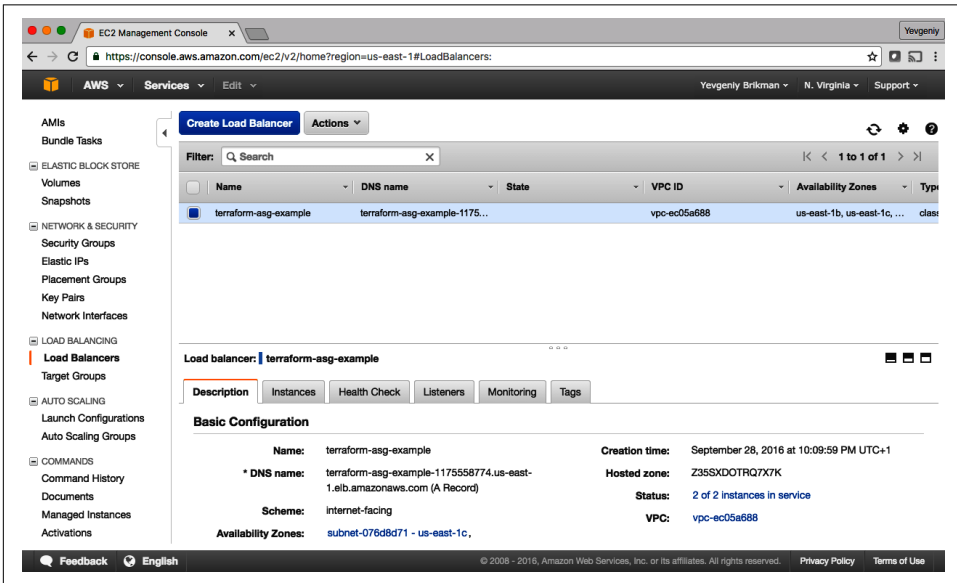 EC2 Management Console
Yevgeniy
https://console.aws.amazon.com/ec2/v2/home?region=us-east-1#LoadBalancers:
AWS Services Edit Yevgeniy Brikman N. Virginia Support
AMIs
Bundle Tasks
ELASTIC BLOCK STORE
Volumes
Snapshots
NETWORK & SECURITY
Security Groups
Elastic IPs
Placement Groups
Key Pairs
Network Interfaces
LOAD BALANCING
Load Balancers
Target Groups
AUTO SCALING
Launch Configurations
Auto Scaling Groups
COMMANDS
Command History
Documents
Managed Instances
Activations
Create Load Balancer Actions
Filter: Search 1 to 1 of 1
Name DNS name State VPC ID Availability Zones Type
terraform-asg-example terraform-asg-example-1175... vpc-ec05a688 us-east-1b, us-east-1c, ...
Load balancer: terraform-asg-example
Description Instances Health Check Listeners Monitoring Tags
Basic Configuration
Name: terraform-asg-example
* DNS name: terraform-asg-example-1175558774.us-east-
1.elb.amazonaws.com (A Record)
Scheme: internet-facing
Availability Zones: subnet-076d8d71 - us-east-1c,
Creation time: September 28, 2016 at 10:09:59 PM UTC+1
Hosted zone: Z35SXDOTRQ7X7K
Status: 2 of 2 instances in service
VPC: vpc-ec05a688
Feedback English © 2008 - 2016, Amazon Web Services, Inc. or its affiliates. All rights reserved. Privacy Policy Terms of Use